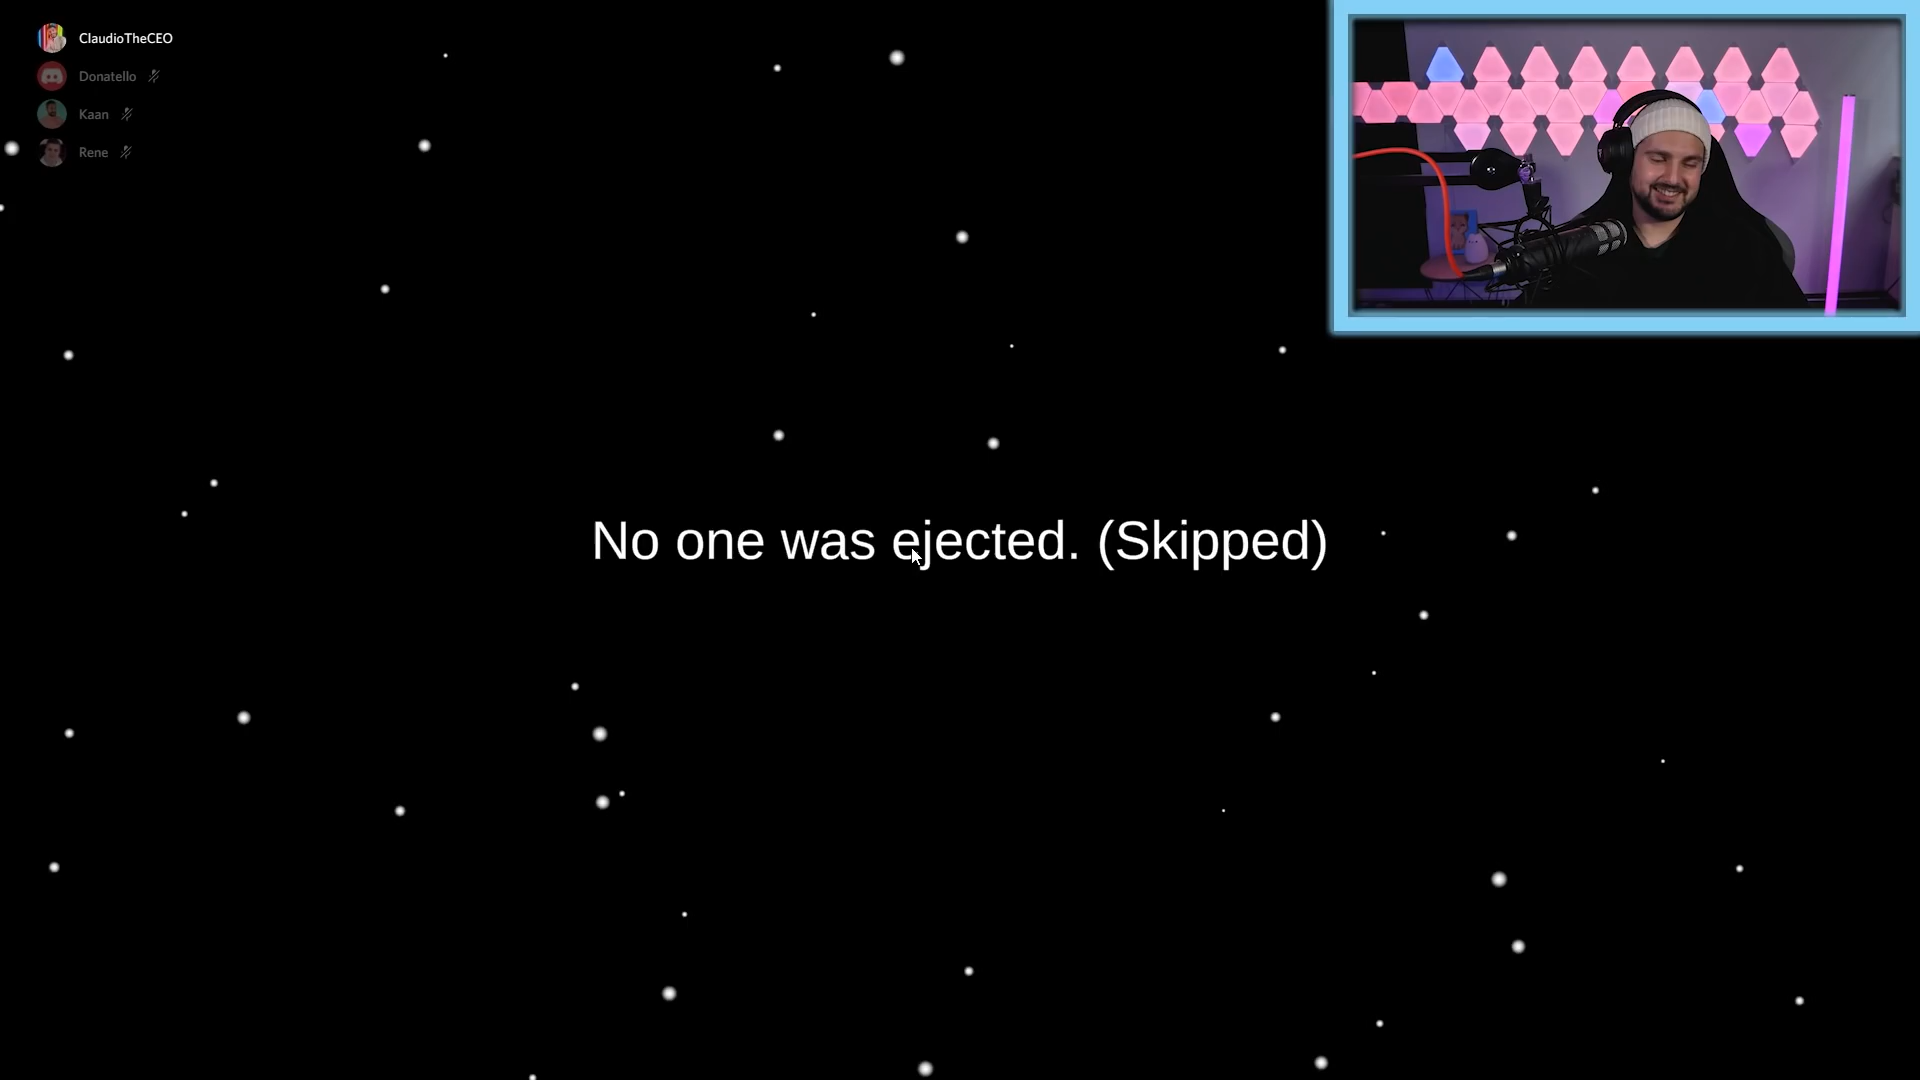 ClaudioTheCEO
Donatello
Kaan
Rene
No one was ejected. (Skipped)